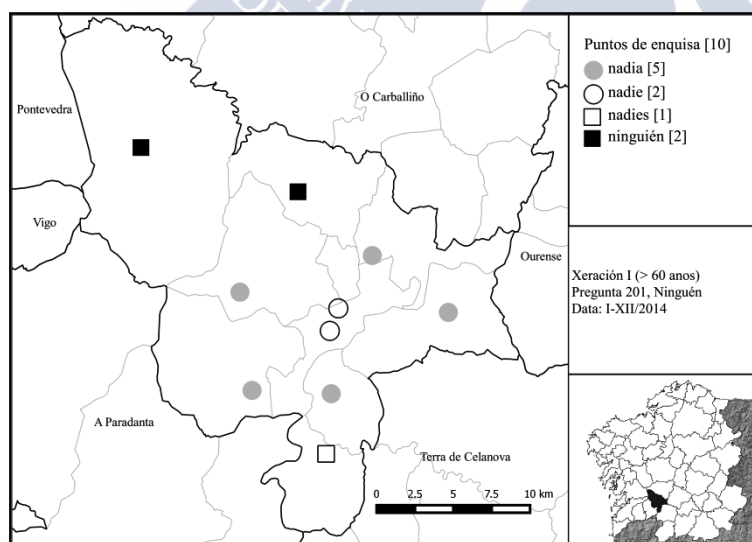 Pontevedra
O Carballiño
Vigo
Ourense
A Paradanta
Terra de Celanova
0 2,5 5 7,5 10 km
Puntos de enquisa [10]
nadia [5]
nadie [2]
nadies [1]
ninguién [2]
Xeración I (> 60 anos)
Pregunta 201, Ninguén
Data: I-XII/2014